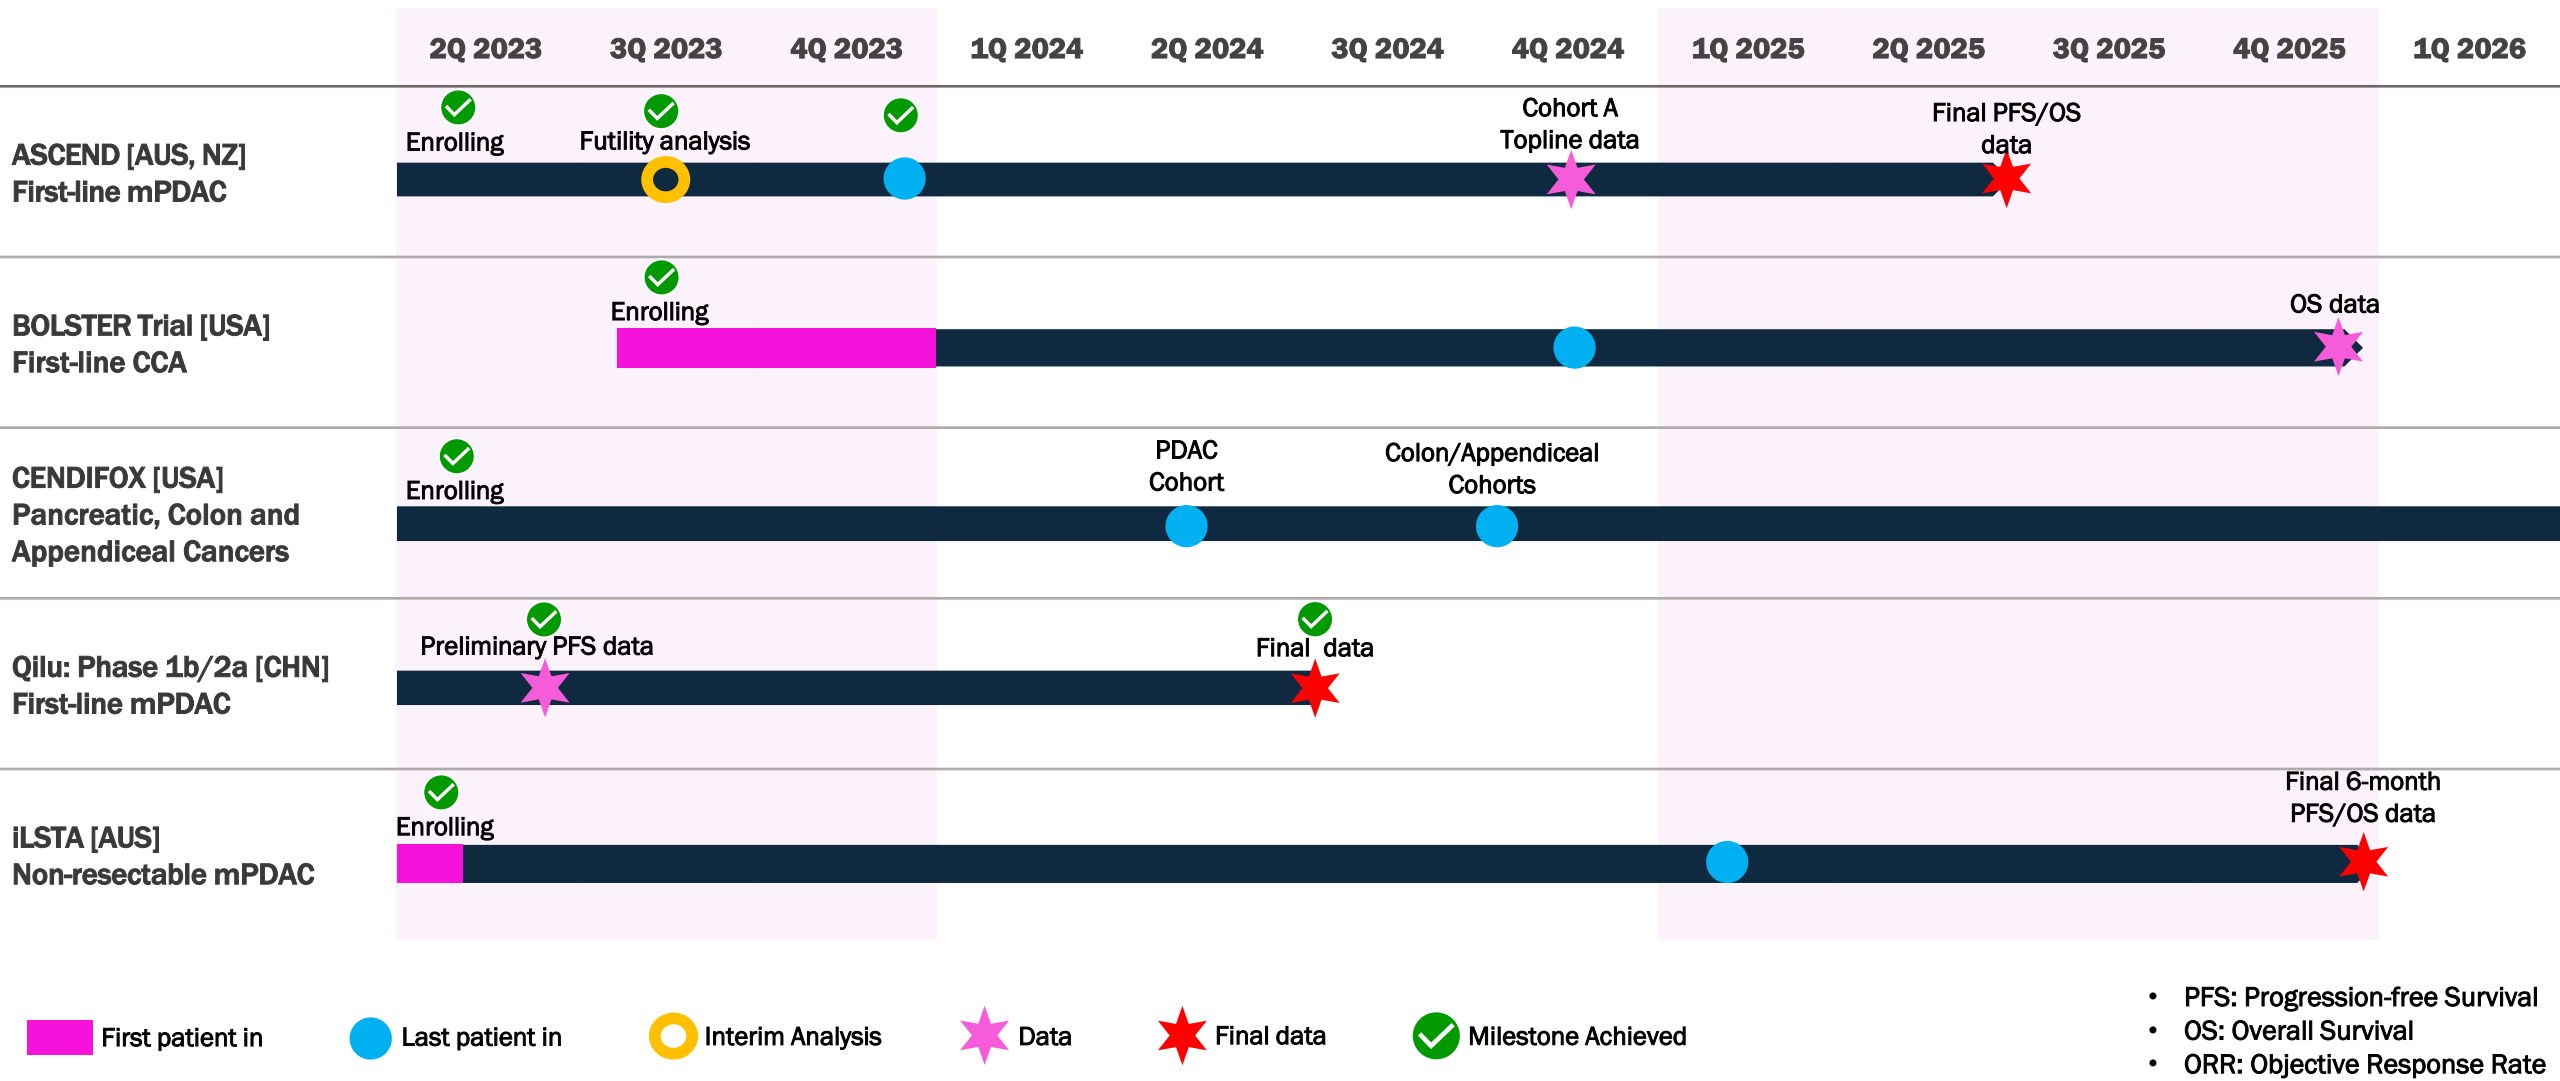 2Q 2023 3Q 2023 4Q 2023 1Q 2024 2Q 2024 3Q 2024 4Q 2024 1Q 2025 2Q 2025 3Q 2025 4Q 2025 1Q 2026
ASCEND [AUS, NZ]
First-line mPDAC
Enrolling
Futility analysis
Cohort A
Topline data
Final PFS/OS
data
BOLSTER Trial [USA]
First-line CCA
Enrolling
OS data
CENDIFOX [USA]
Pancreatic, Colon and
Appendiceal Cancers
Enrolling
PDAC
Cohort
Colon/Appendiceal
Cohorts
Qilu: Phase 1b/2a [CHN]
First-line mPDAC
Preliminary PFS data
Final  data
iLSTA [AUS]
Non-resectable mPDAC
Enrolling
Final 6-month
PFS/OS data
First patient in
Last patient in
Interim Analysis
Data
Final data
Milestone Achieved
• PFS: Progression-free Survival
• OS: Overall Survival
• ORR: Objective Response Rate